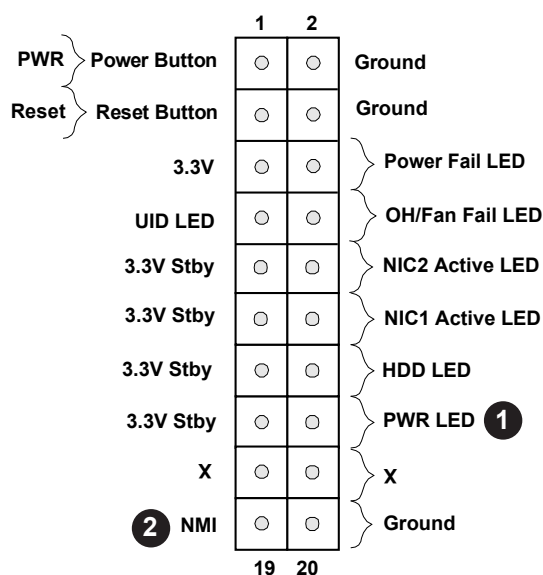 1 2
PWR Power Button Ground
Reset Reset Button Ground
3.3V Power Fail LED
UID LED OH/Fan Fail LED
3.3V Stby NIC2 Active LED
3.3V Stby NIC1 Active LED
3.3V Stby HDD LED
3.3V Stby PWR LED 1
X X
2 NMI Ground
19 20